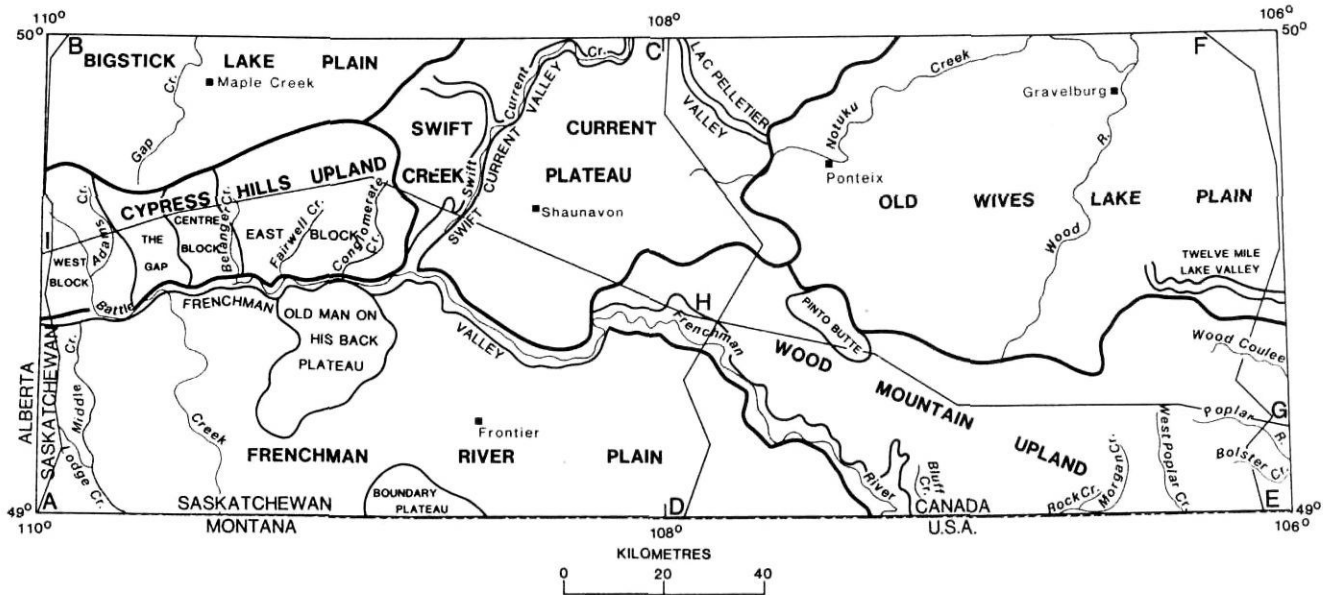 110°
108°
106°
50°
50°
B
C
F
BIGSTICK LAKE PLAIN
Maple Creek
Gap Cr.
Swift Current Cr.
SWIFT CURRENT VALLEY
LAC PELLETIER VALLEY
Notuku Creek
Gravelburg
Ponteix
Wood R.
SWIFT CURRENT
CREEK PLATEAU
Shaunavon
OLD WIVES LAKE PLAIN
TWELVE MILE
LAKE VALLEY
CYPRESS HILLS UPLAND
I
WEST
BLOCK
Adams Cr.
THE
GAP
CENTRE
BLOCK
Belanger Cr.
EAST BLOCK
Fairwell Cr.
Conglomerate Cr.
Battle
Creek
FRENCHMAN VALLEY
OLD MAN ON
HIS BACK
PLATEAU
H
Frenchman
River
PINTO BUTTE
WOOD MOUNTAIN UPLAND
Wood Coulee
G
Poplar R.
Bolster Cr.
West Poplar Cr.
Morgan Cr.
Rock Cr.
Bluff Cr.
ALBERTA
SASKATCHEWAN
Middle Cr.
Lodge Cr.
Frontier
FRENCHMAN RIVER PLAIN
BOUNDARY
PLATEAU
A
D
E
SASKATCHEWAN
MONTANA
CANADA
U.S.A.
49°
49°
110°
108°
106°
KILOMETRES
0 20 40